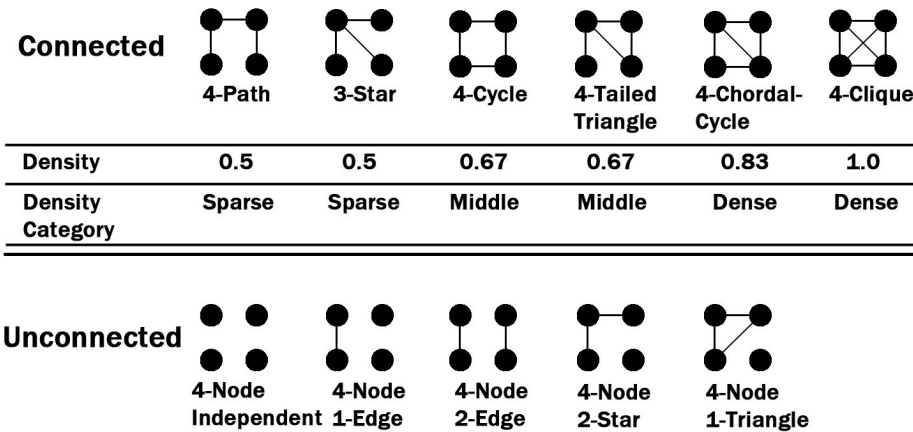 Connected
4-Path 3-Star 4-Cycle 4-Tailed Triangle 4-Chordal-Cycle 4-Clique
Density 0.5 0.5 0.67 0.67 0.83 1.0
Density Category Sparse Sparse Middle Middle Dense Dense
Unconnected
4-Node Independent 4-Node 1-Edge 4-Node 2-Edge 4-Node 2-Star 4-Node 1-Triangle